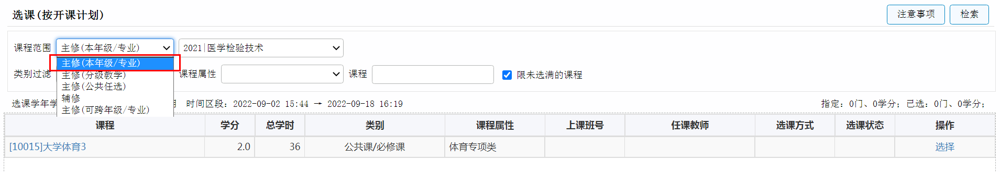 选课(按开课计划)
注意事项 检索
课程范围 主修(本年级/专业) 2021|医学检验技术
主修(本年级/专业)
类别过滤 主修(分级教学) 课程属性 课程 限未选满的课程
主修(公共任选)
辅修
选课学年学 时间区段: 2022-09-02 15:44 → 2022-09-18 16:19 指定: 0门、0学分; 已选: 0门、0学分;
主修(可跨年级/专业)
课程 学分 总学时 类别 课程属性 上课班号 任课教师 选课方式 选课状态 操作
[10015]大学体育3 2.0 36 公共课/必修课 体育专项类 选择